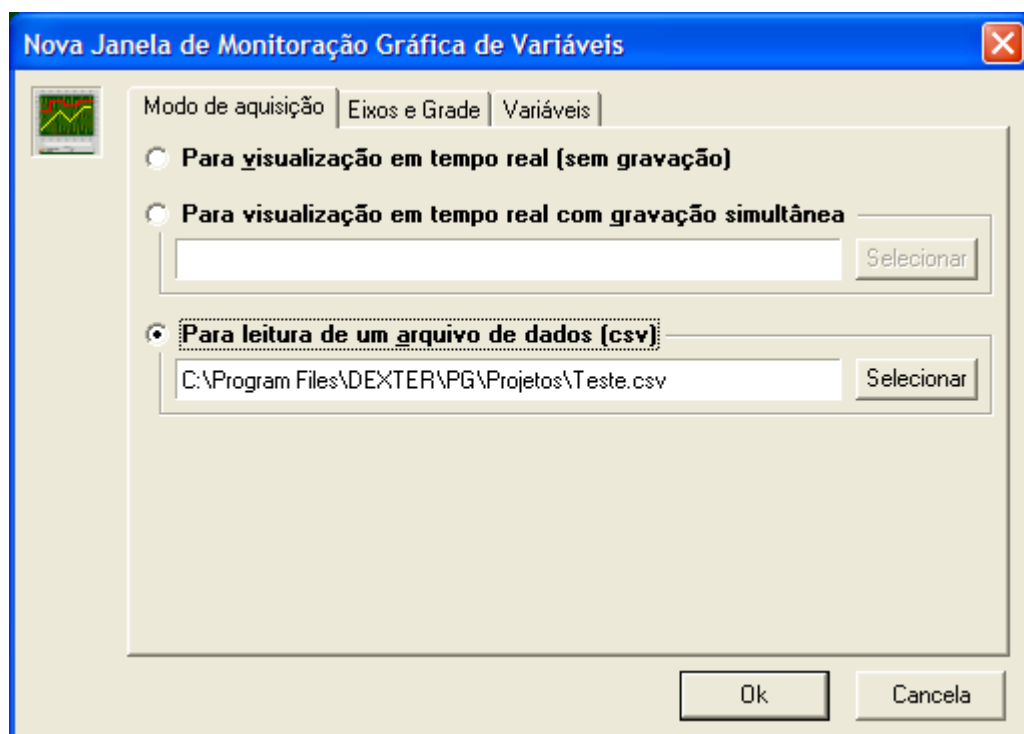 Nova Janela de Monitoração Gráfica de Variáveis
Modo de aquisição Eixos e Grade Variáveis
Para visualização em tempo real (sem gravação)
Para visualização em tempo real com gravação simultânea
Selecionar
Para leitura de um arquivo de dados (csv)
C:\Program Files\DEXTER\PG\Projetos\Teste.csv Selecionar
Ok Cancela